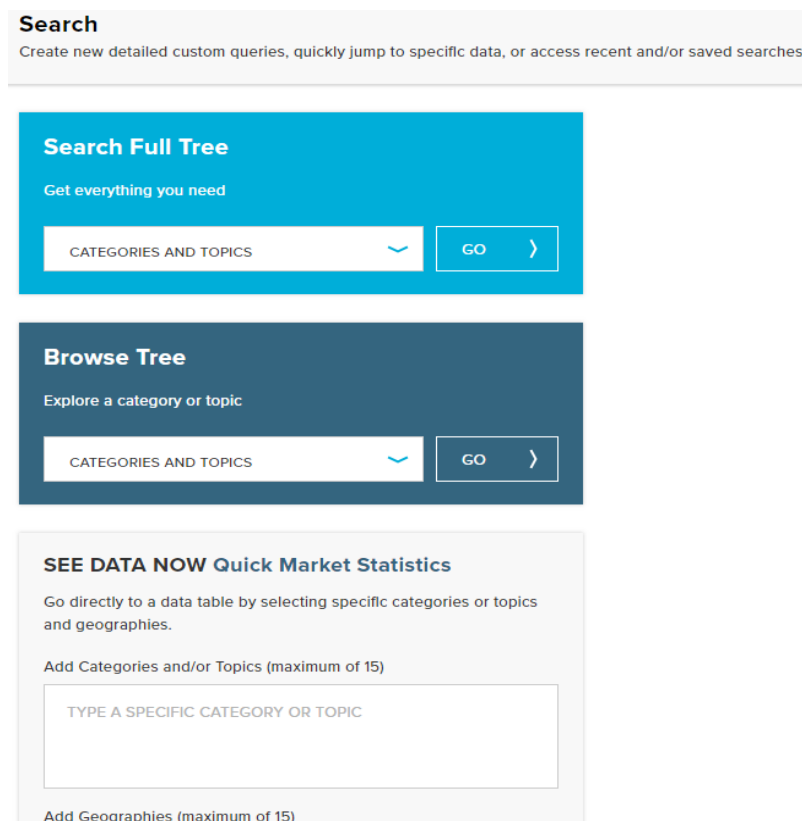 Search
Create new detailed custom queries, quickly jump to specific data, or access recent and/or saved searches
Search Full Tree
Get everything you need
CATEGORIES AND TOPICS
GO
Browse Tree
Explore a category or topic
CATEGORIES AND TOPICS
GO
SEE DATA NOW Quick Market Statistics
Go directly to a data table by selecting specific categories or topics
and geographies.
Add Categories and/or Topics (maximum of 15)
TYPE A SPECIFIC CATEGORY OR TOPIC
Add Geographies (maximum of 15)